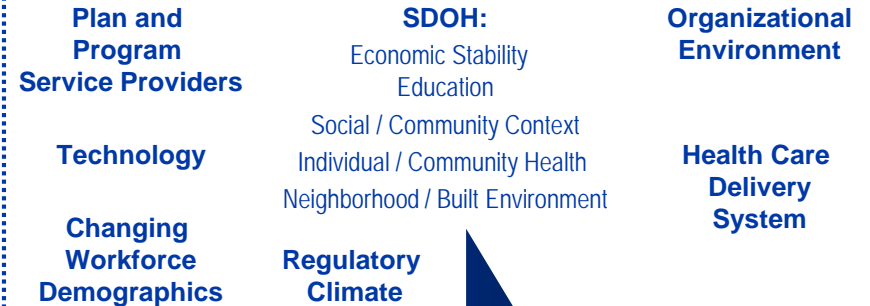 Plan and
Program
Service Providers
Technology
Changing
Workforce
Demographics
SDOH:
Economic Stability
Education
Social / Community Context
Individual / Community Health
Neighborhood / Built Environment
Regulatory
Climate
Organizational
Environment
Health Care
Delivery
System